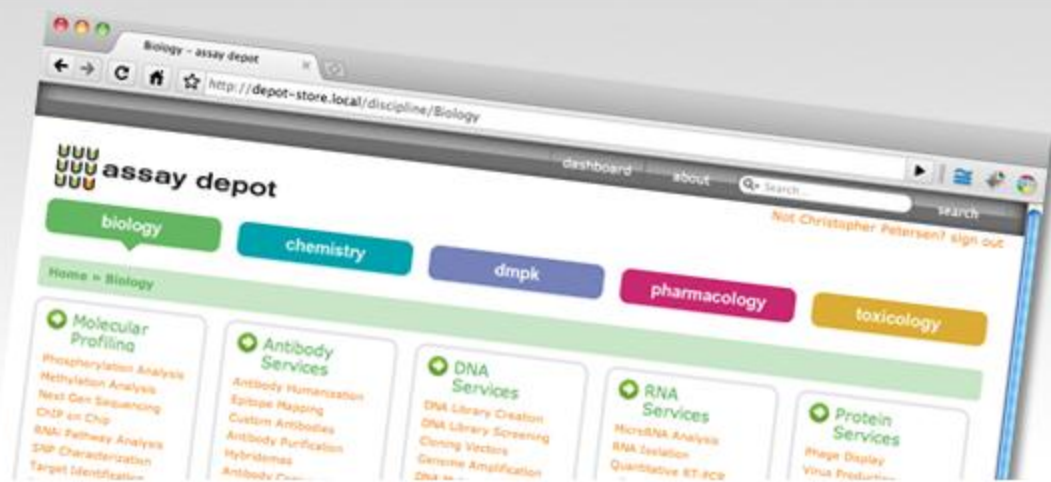 Biology – assay depot
http://depot-store.local/discipline/Biology
dashboard about Search... search
assay depot
Not Christopher Petersen? sign out
biology chemistry dmpk pharmacology toxicology
Home » Biology
Molecular
Profiling
Phosphorylation Analysis
Methylation Analysis
Next Gen Sequencing
ChIP on Chip
RNAi Pathway Analysis
SNP Characterization
Target Identification
Antibody
Services
Antibody Humanization
Epitope Mapping
Custom Antibodies
Antibody Purification
Hybridomas
Antibody
DNA
Services
DNA Library Creation
DNA Library Screening
Cloning Vectors
Genome Amplification
DNA
RNA
Services
MicroRNA Analysis
RNA Isolation
Quantitative RT-PCR
Protein
Services
Phage Display
Virus Production